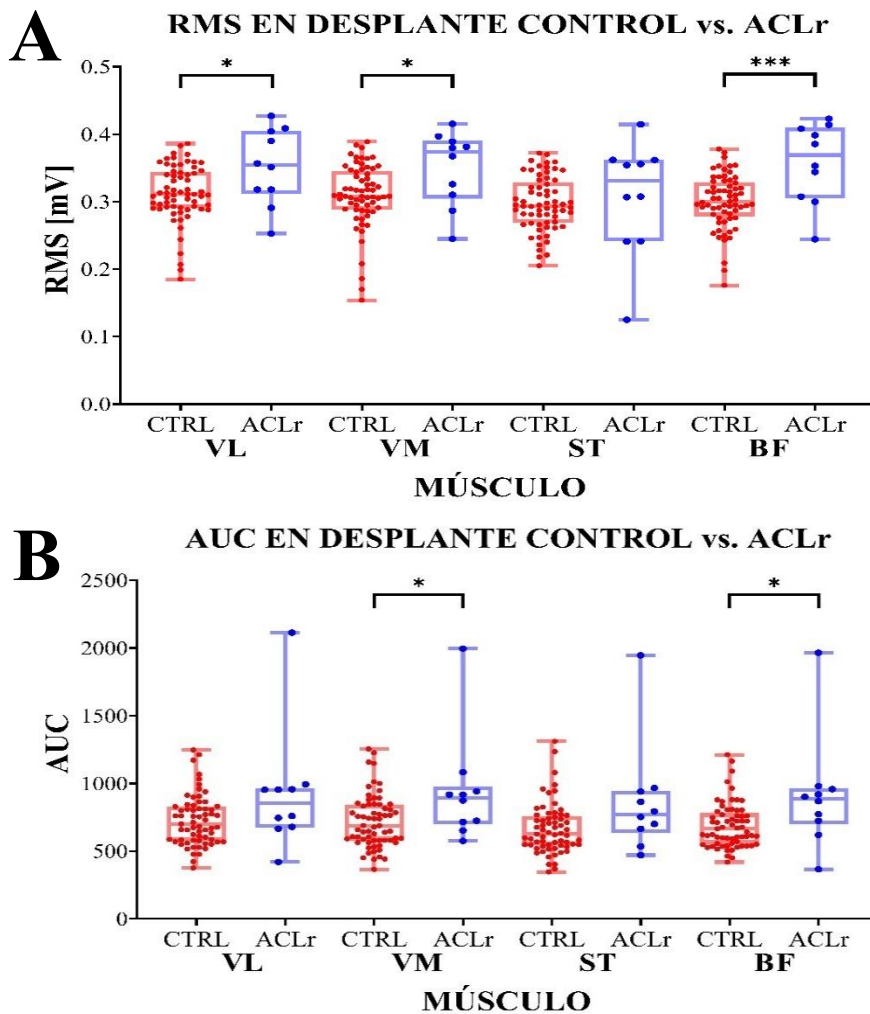 A
RMS EN DESPLANTE CONTROL vs. ACLr
RMS [mV]
0.5
0.4
0.3
0.2
0.1
0.0
* * ***
CTRL ACLr CTRL ACLr CTRL ACLr CTRL ACLr
VL VM ST BF
MÚSCULO
B
AUC EN DESPLANTE CONTROL vs. ACLr
AUC
2500
2000
1500
1000
500
0
* *
CTRL ACLr CTRL ACLr CTRL ACLr CTRL ACLr
VL VM ST BF
MÚSCULO